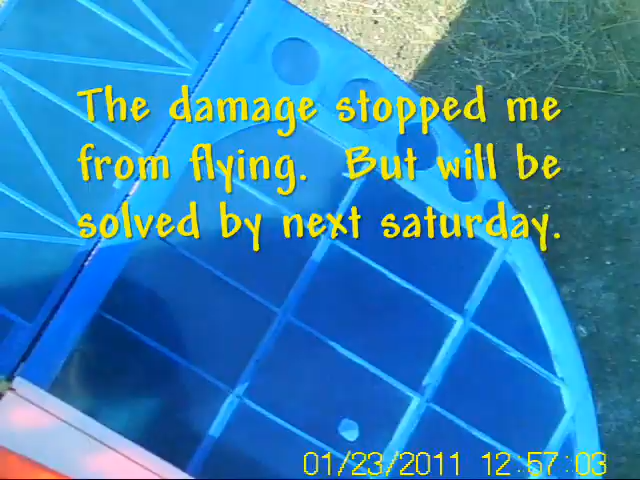 The damage stopped me
from flying.  But will be
solved by next saturday.
01/23/2011 12:57:03